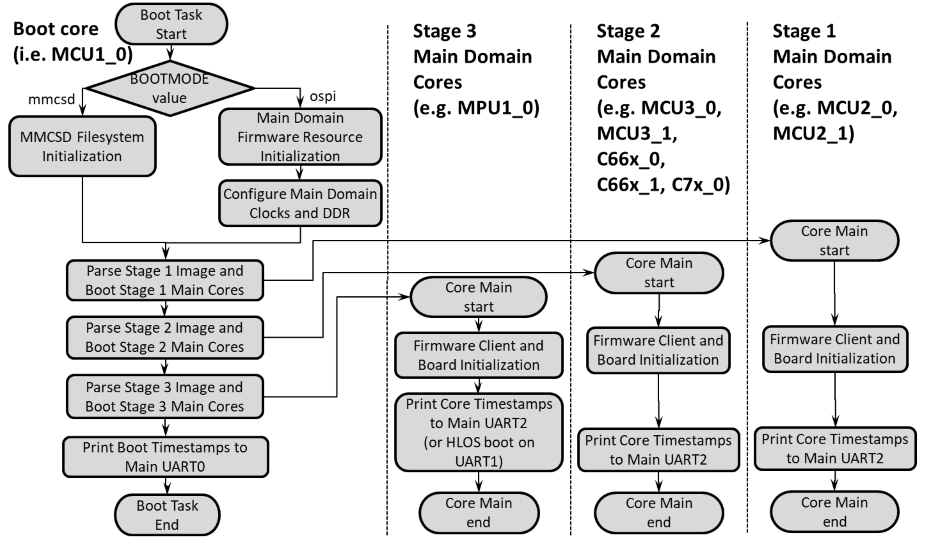 Boot core
(i.e. MCU1_0)
Boot Task
Start
BOOTMODE
value
mmcsd
ospi
MMCSD Filesystem
Initialization
Main Domain
Firmware Resource
Initialization
Configure Main Domain
Clocks and DDR
Parse Stage 1 Image and
Boot Stage 1 Main Cores
Parse Stage 2 Image and
Boot Stage 2 Main Cores
Parse Stage 3 Image and
Boot Stage 3 Main Cores
Print Boot Timestamps to
Main UART0
Boot Task
End
Stage 3
Main Domain
Cores
(e.g. MPU1_0)
Core Main
start
Firmware Client and
Board Initialization
Print Core Timestamps
to Main UART2
(or HLOS boot on
UART1)
Core Main
end
Stage 2
Main Domain
Cores
(e.g. MCU3_0,
MCU3_1,
C66x_0,
C66x_1, C7x_0)
Core Main
start
Firmware Client and
Board Initialization
Print Core Timestamps
to Main UART2
Core Main
end
Stage 1
Main Domain
Cores
(e.g. MCU2_0,
MCU2_1)
Core Main
start
Firmware Client and
Board Initialization
Print Core Timestamps
to Main UART2
Core Main
end